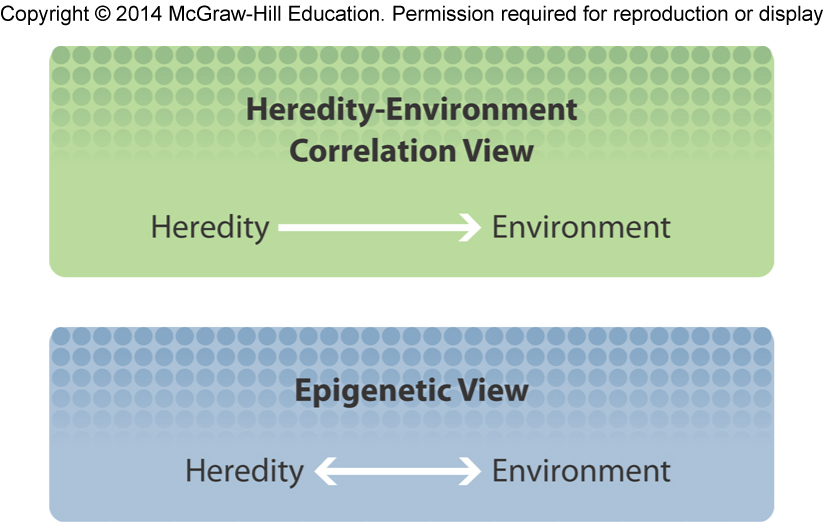 Copyright © 2014 McGraw-Hill Education. Permission required for reproduction or display
Heredity-Environment
Correlation View
Heredity Environment
Epigenetic View
Heredity Environment